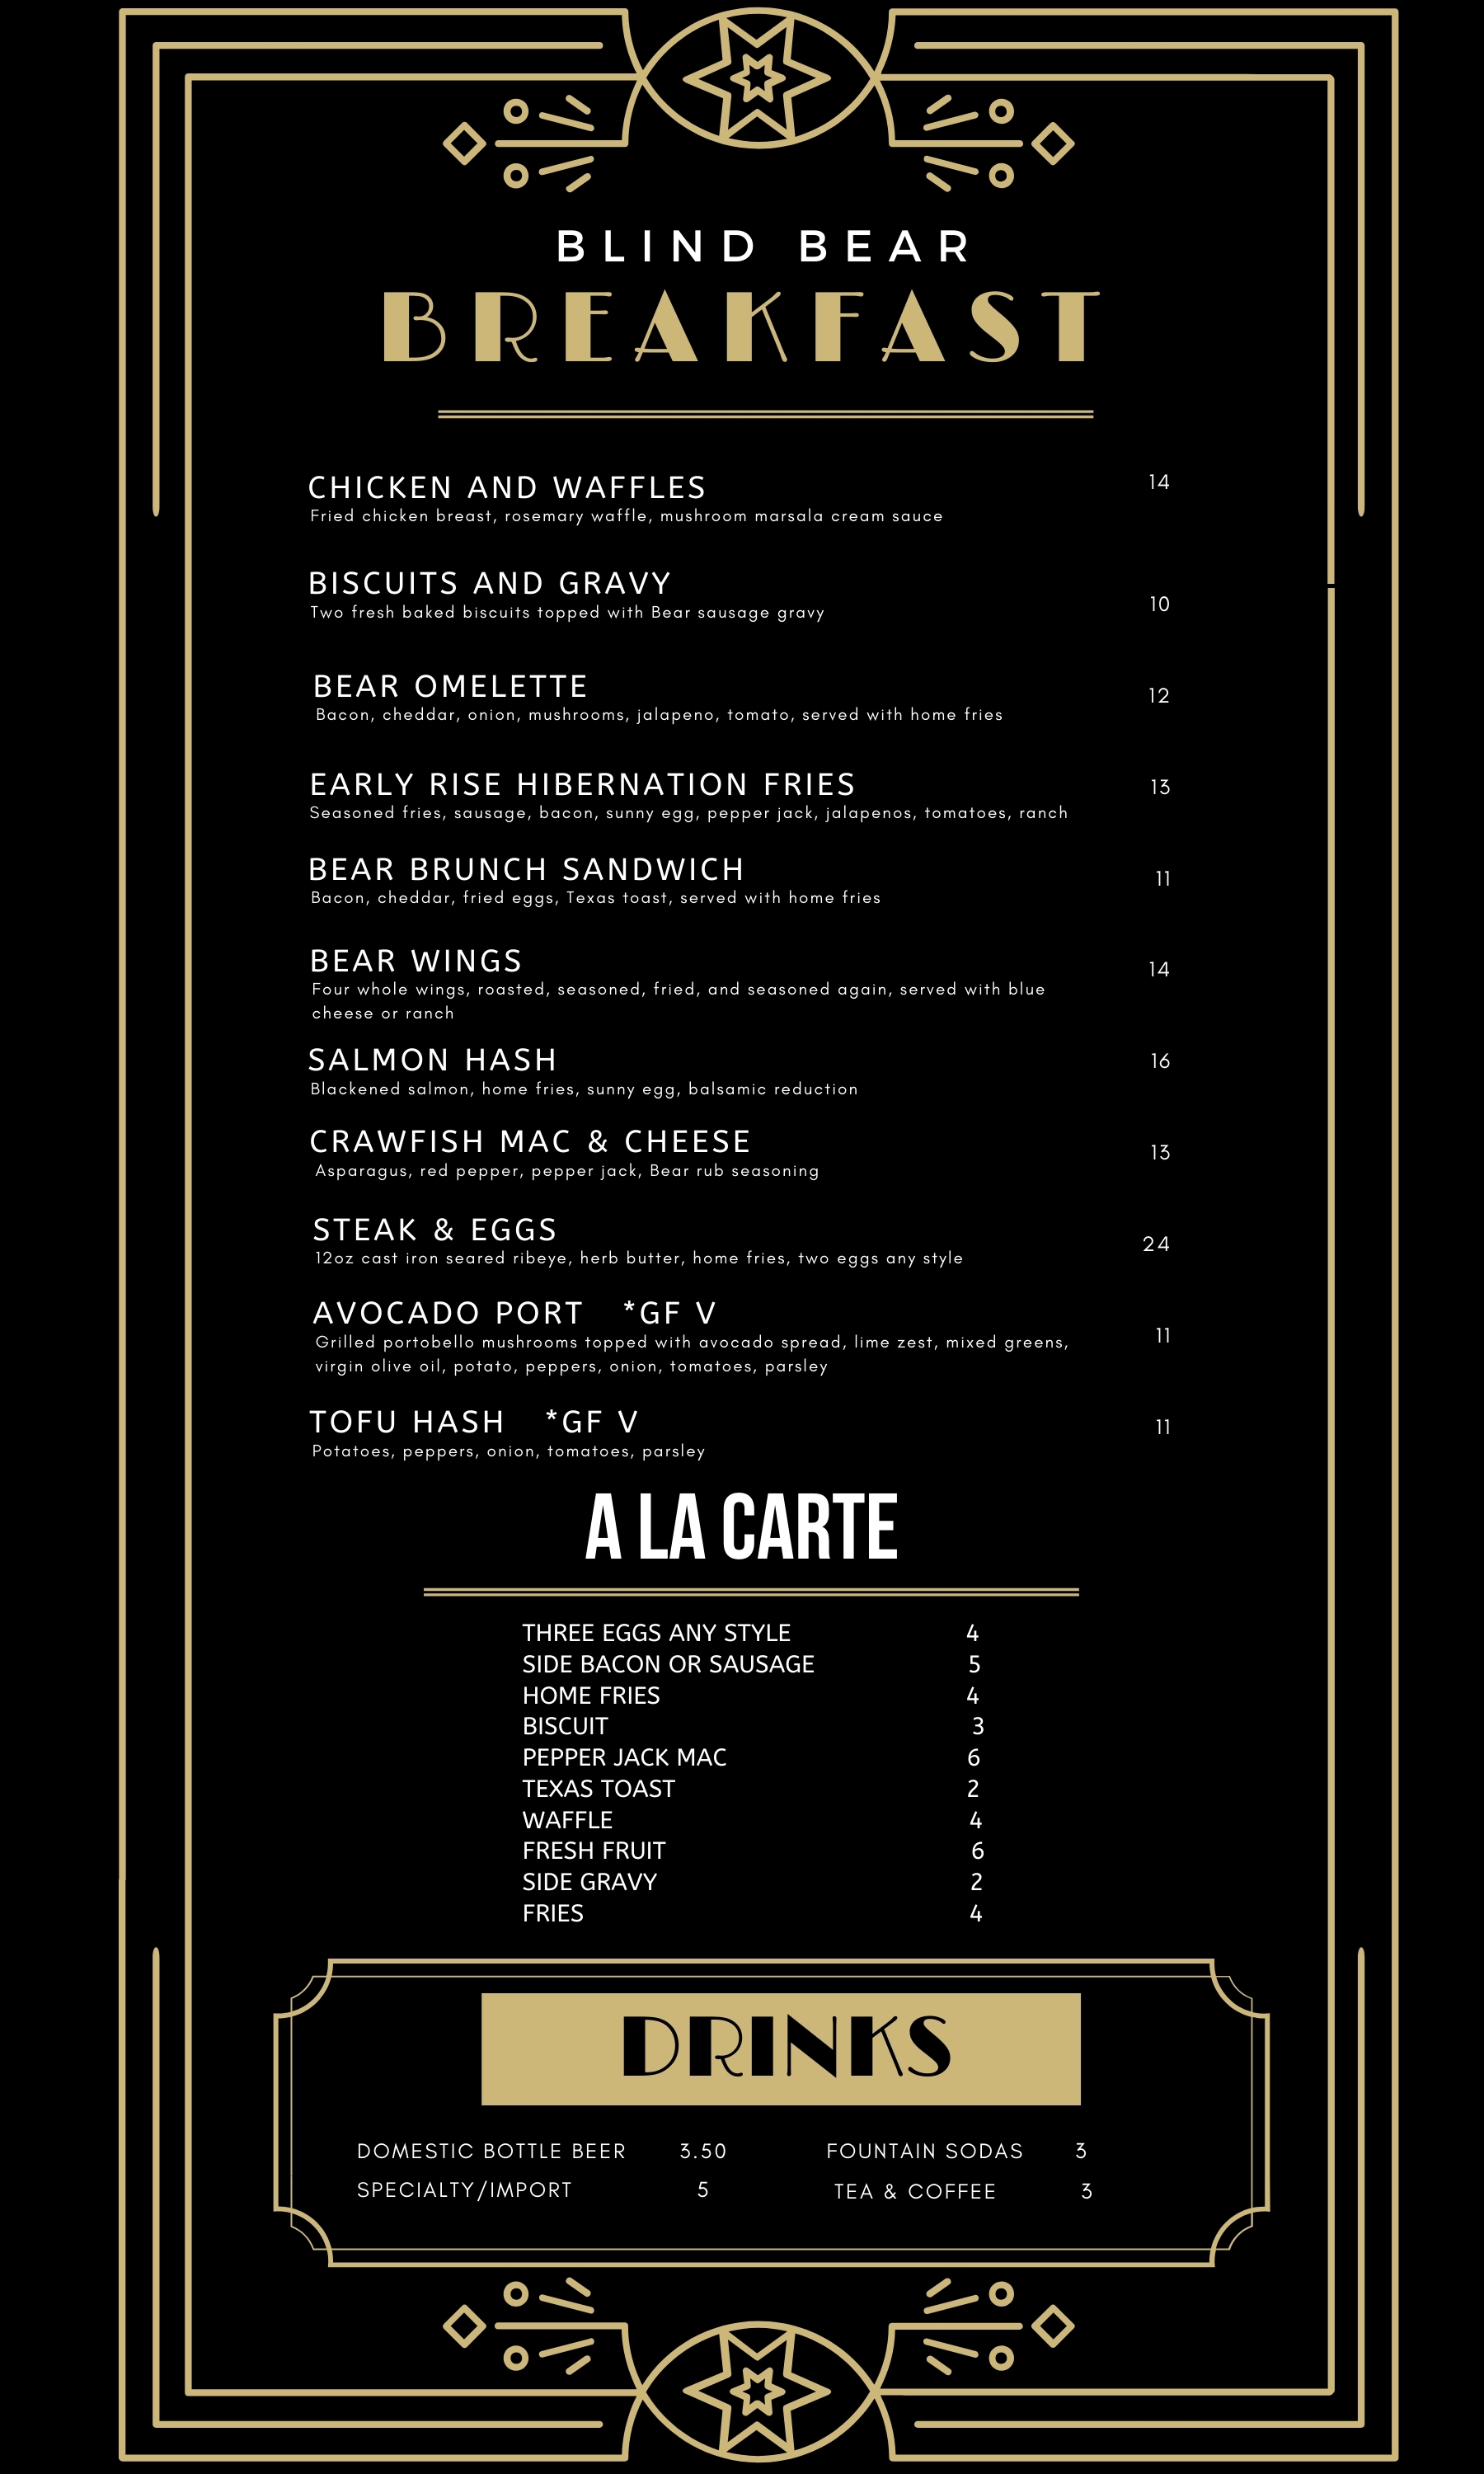 BLIND BEAR
BREAKFAST
CHICKEN AND WAFFLES 14
Fried chicken breast, rosemary waffle, mushroom marsala cream sauce
BISCUITS AND GRAVY
Two fresh baked biscuits topped with Bear sausage gravy 10
BEAR OMELETTE 12
Bacon, cheddar, onion, mushrooms, jalapeno, tomato, served with home fries
EARLY RISE HIBERNATION FRIES 13
Seasoned fries, sausage, bacon, sunny egg, pepper jack, jalapenos, tomatoes, ranch
BEAR BRUNCH SANDWICH 11
Bacon, cheddar, fried eggs, Texas toast, served with home fries
BEAR WINGS 14
Four whole wings, roasted, seasoned, fried, and seasoned again, served with blue
cheese or ranch
SALMON HASH 16
Blackened salmon, home fries, sunny egg, balsamic reduction
CRAWFISH MAC & CHEESE 13
Asparagus, red pepper, pepper jack, Bear rub seasoning
STEAK & EGGS 24
12oz cast iron seared ribeye, herb butter, home fries, two eggs any style
AVOCADO PORT *GF V
Grilled portobello mushrooms topped with avocado spread, lime zest, mixed greens, 11
virgin olive oil, potato, peppers, onion, tomatoes, parsley
TOFU HASH *GF V 11
Potatoes, peppers, onion, tomatoes, parsley
A LA CARTE
THREE EGGS ANY STYLE 4
SIDE BACON OR SAUSAGE 5
HOME FRIES 4
BISCUIT 3
PEPPER JACK MAC 6
TEXAS TOAST 2
WAFFLE 4
FRESH FRUIT 6
SIDE GRAVY 2
FRIES 4
DRINKS
DOMESTIC BOTTLE BEER 3.50 FOUNTAIN SODAS 3
SPECIALTY/IMPORT 5 TEA & COFFEE 3